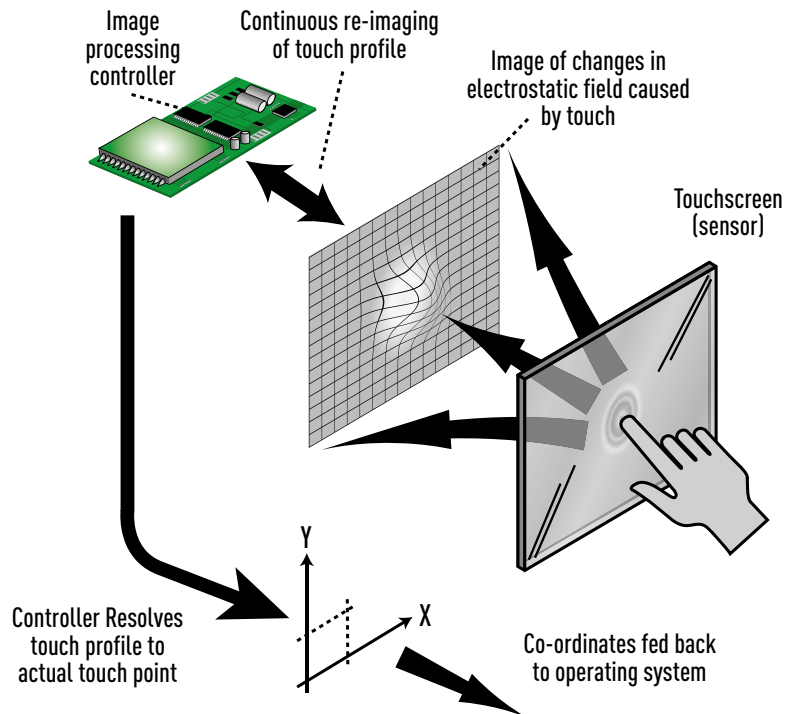 Image
processing
controller
Continuous re-imaging
of touch profile
Image of changes in
electrostatic field caused
by touch
Touchscreen
(sensor)
Y
X
Controller Resolves
touch profile to
actual touch point
Co-ordinates fed back
to operating system